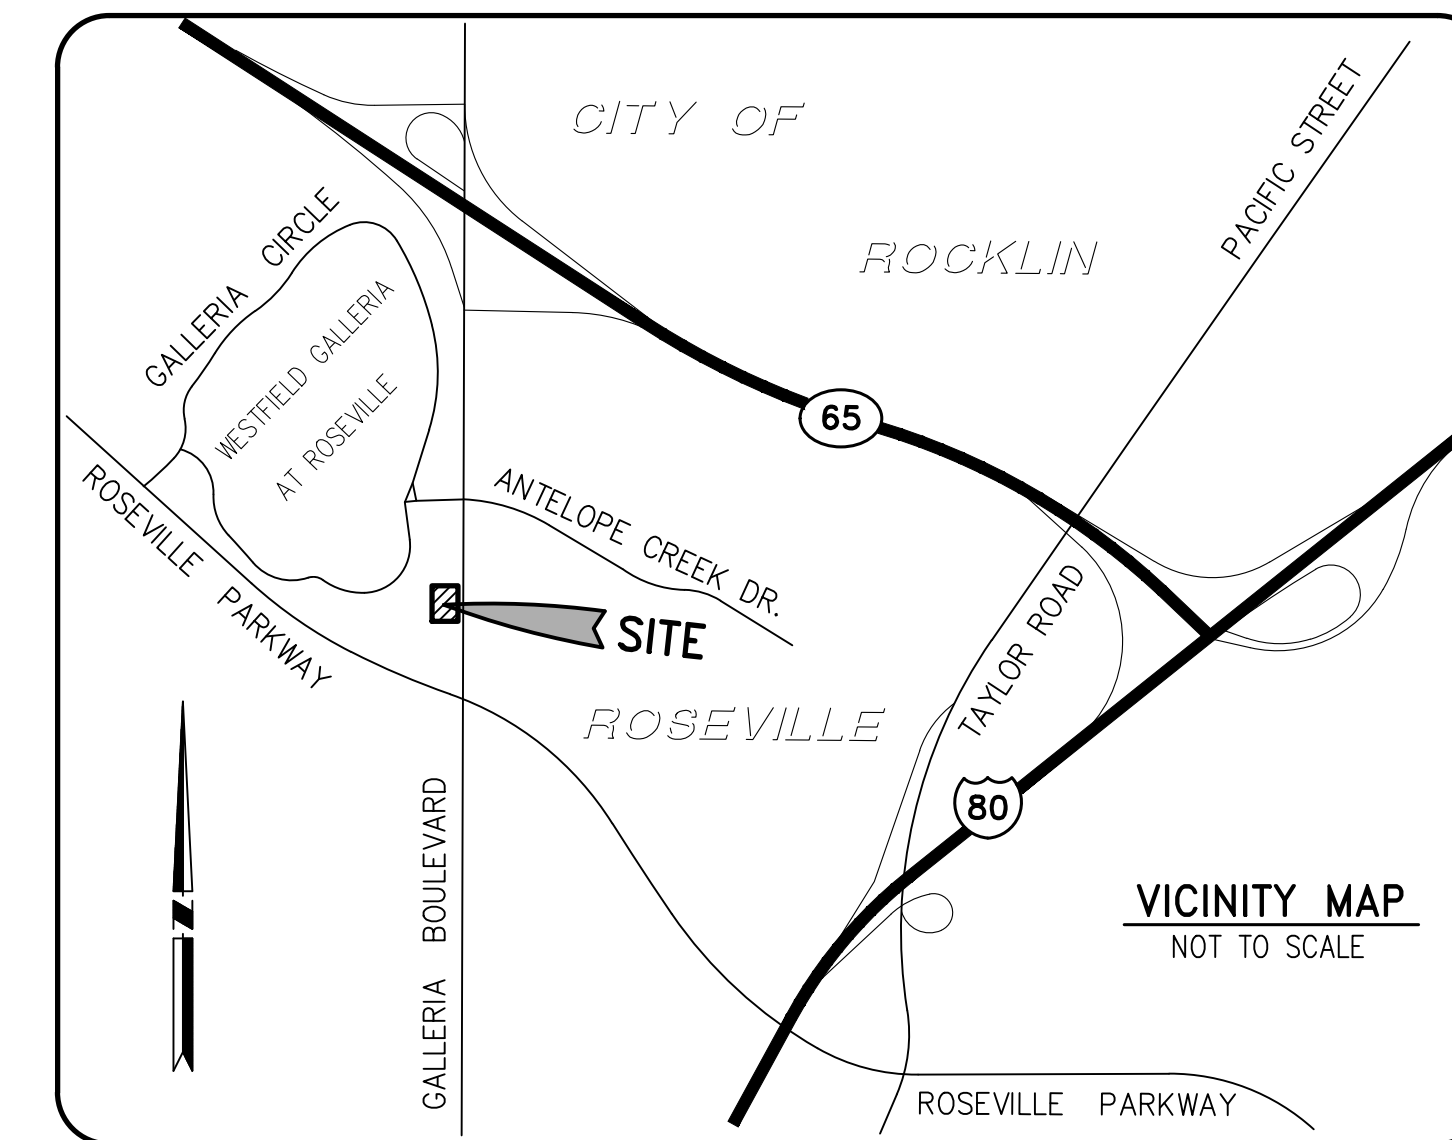 CITY OF
ROCKLIN
PACIFIC STREET
GALLERIA CIRCLE
WESTFIELD GALLERIA
AT ROSEVILLE
65
ANTELOPE CREEK DR.
ROSEVILLE PARKWAY
SITE
TAYLOR ROAD
ROSEVILLE
80
GALLERIA BOULEVARD
N
VICINITY MAP
NOT TO SCALE
ROSEVILLE PARKWAY